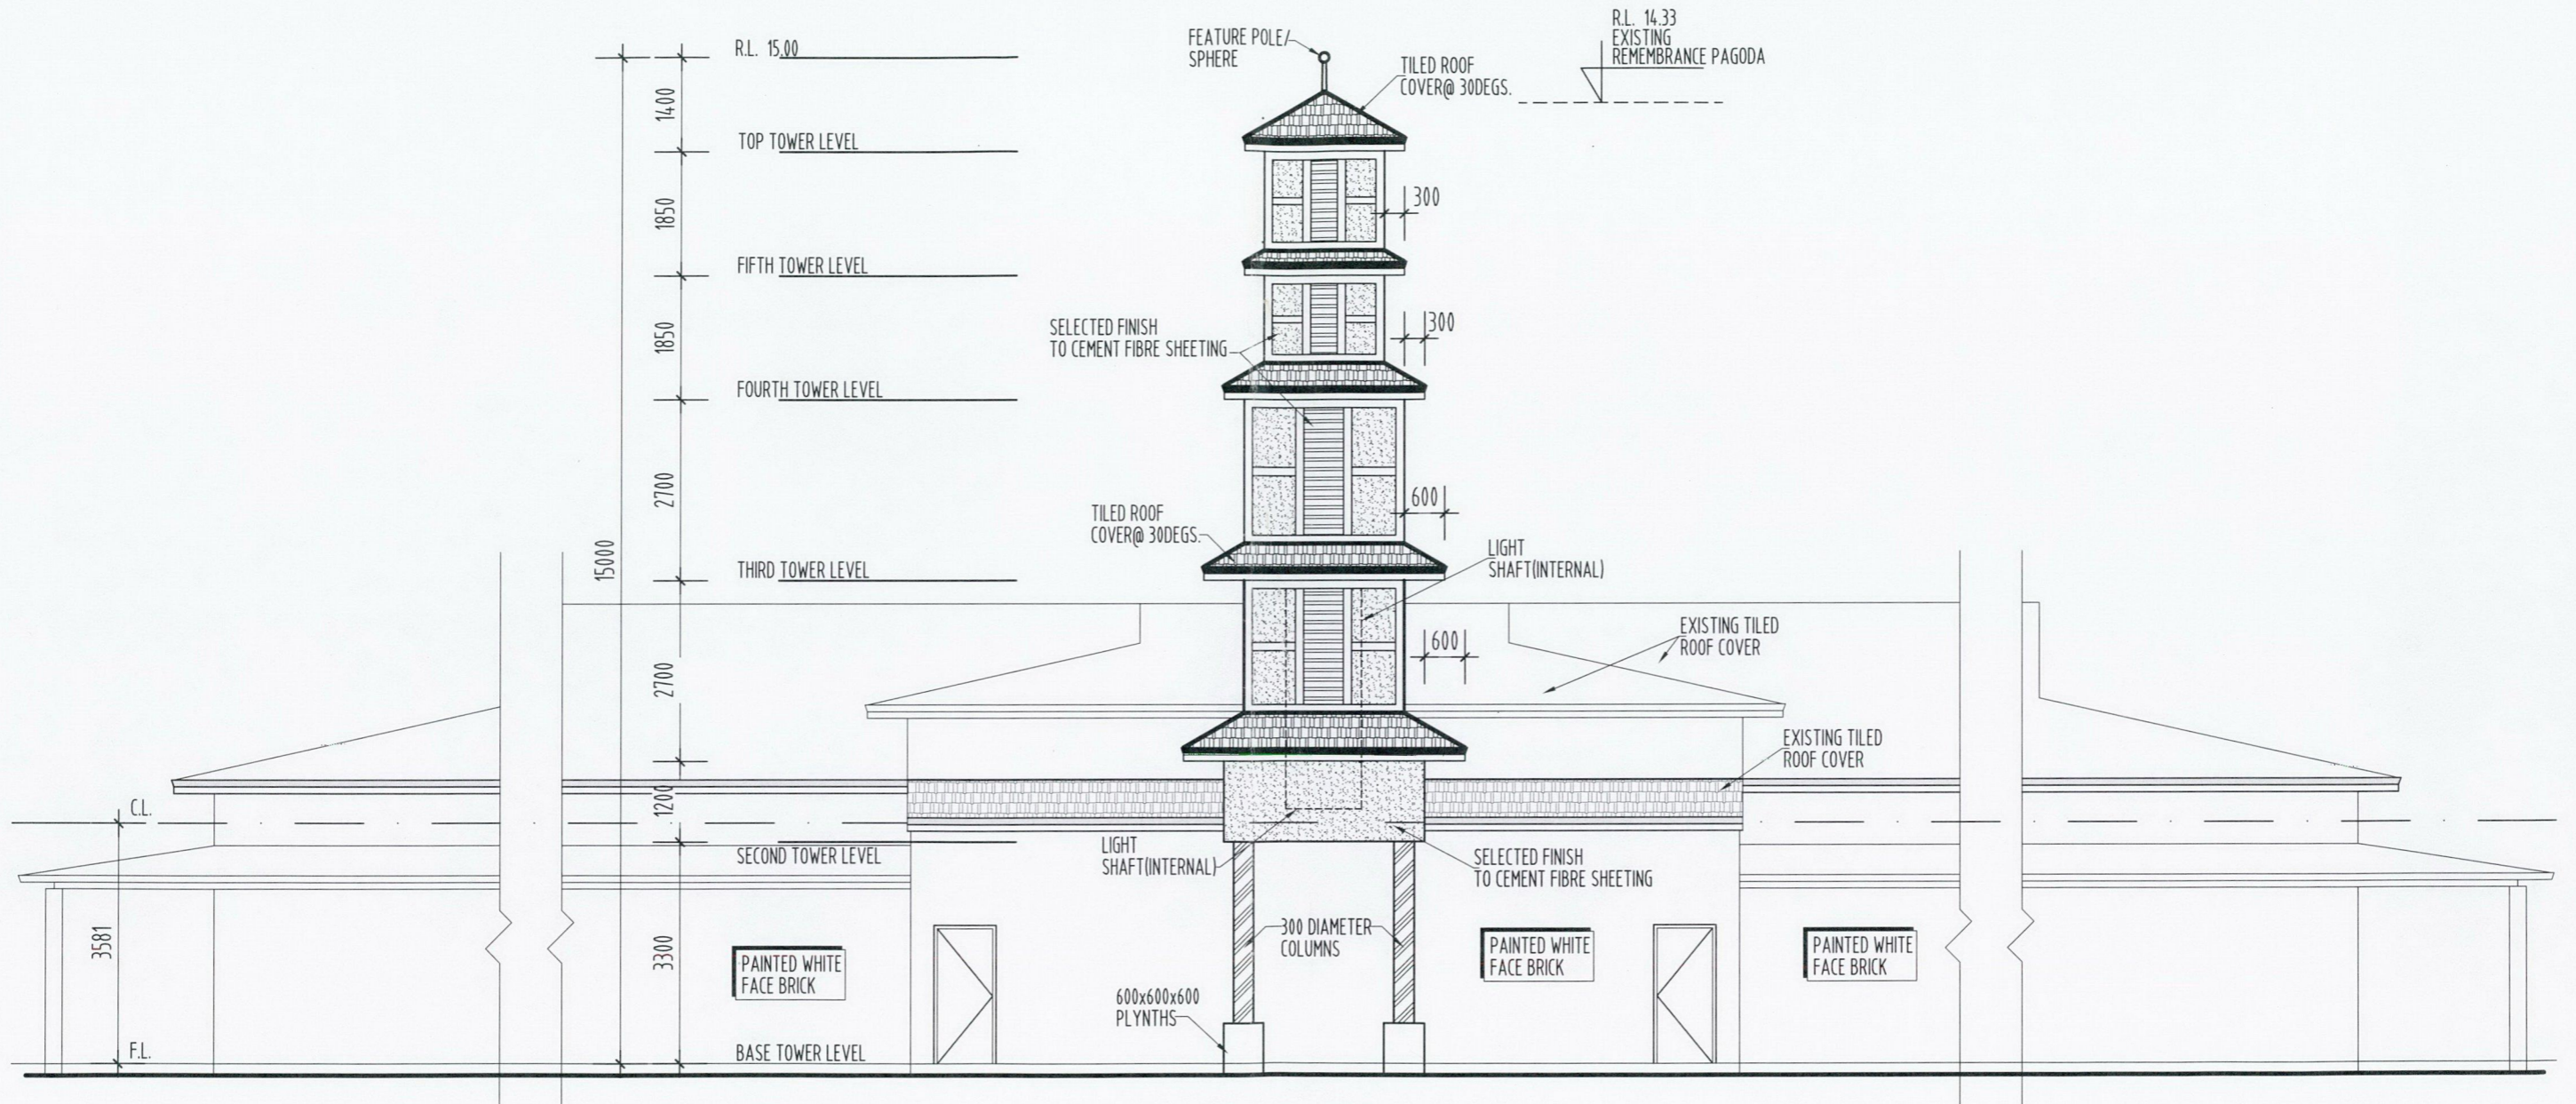 FEATURE POLE/
SPHERE
R.L. 14.33
EXISTING
REMEMBRANCE PAGODA
R.L. 15.00
TILED ROOF
COVER@ 30DEGS.
1400
TOP TOWER LEVEL
1850
300
FIFTH TOWER LEVEL
1850
SELECTED FINISH
TO CEMENT FIBRE SHEETING
300
FOURTH TOWER LEVEL
2700
600
TILED ROOF
COVER@ 30DEGS.
15000
THIRD TOWER LEVEL
LIGHT
SHAFT(INTERNAL)
2700
600
EXISTING TILED
ROOF COVER
EXISTING TILED
ROOF COVER
1200
C.L.
SECOND TOWER LEVEL
LIGHT
SHAFT(INTERNAL)
SELECTED FINISH
TO CEMENT FIBRE SHEETING
3581
3300
PAINTED WHITE
FACE BRICK
300 DIAMETER
COLUMNS
PAINTED WHITE
FACE BRICK
PAINTED WHITE
FACE BRICK
600x600x600
PLYNTHS
F.L.
BASE TOWER LEVEL